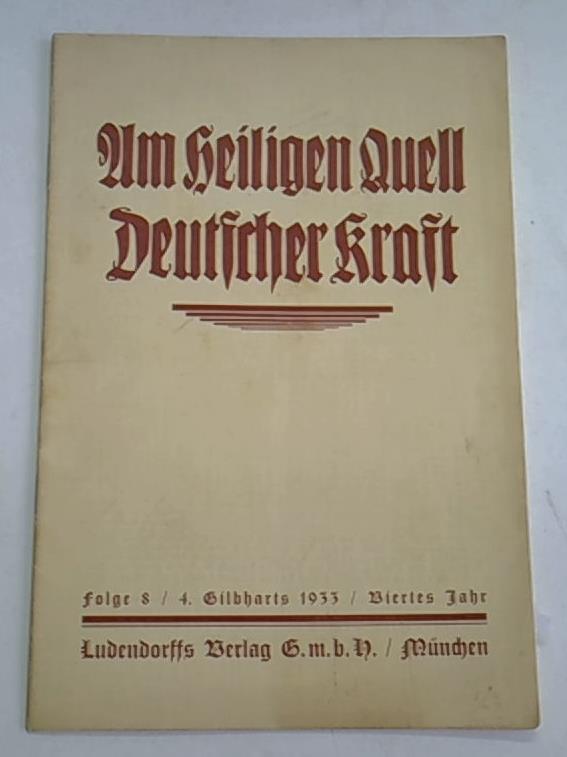 Am Heiligen Quell
Deutscher Kraft
Folge 8 / 4. Gilbharts 1933 / Viertes Jahr
Ludendorffs Verlag G.m.b.H. / München